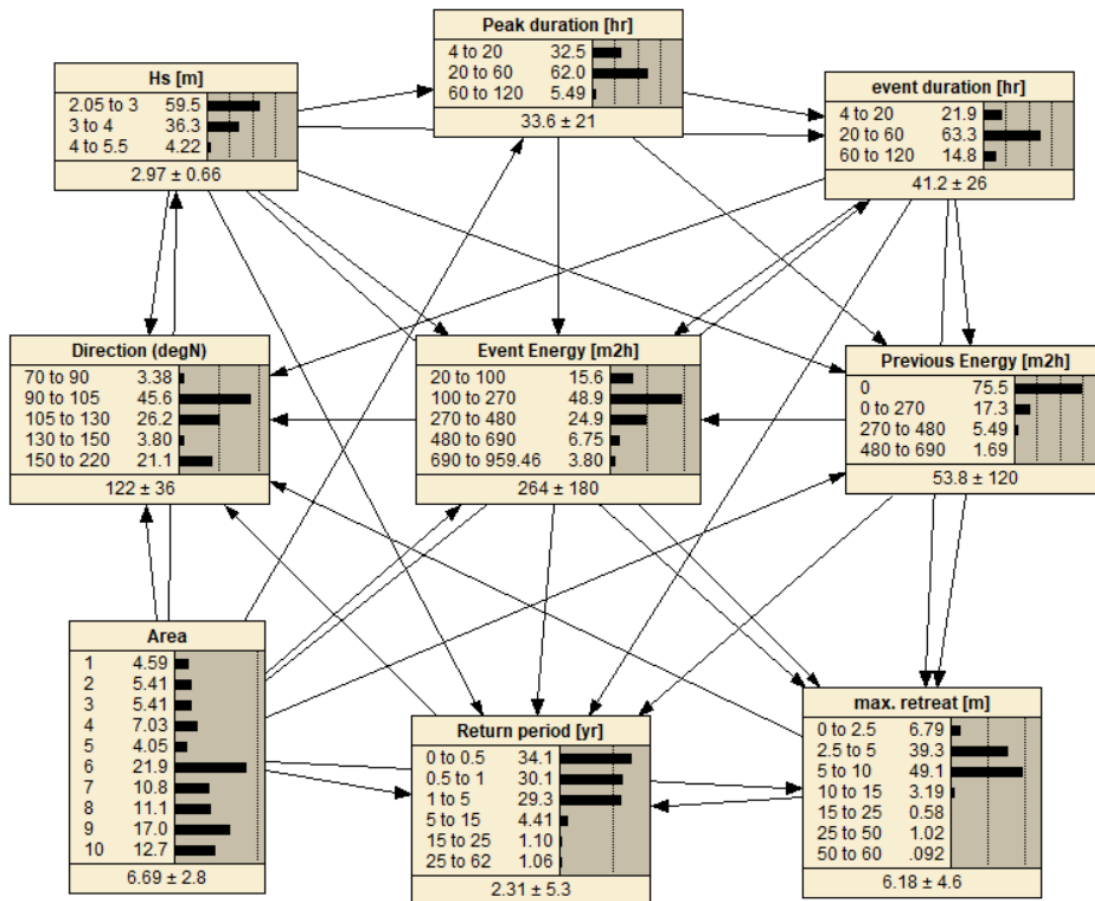 Peak duration [hr]
4 to 20 32.5
20 to 60 62.0
60 to 120 5.49
33.6 ± 21
Hs [m]
2.05 to 3 59.5
3 to 4 36.3
4 to 5.5 4.22
2.97 ± 0.66
event duration [hr]
4 to 20 21.9
20 to 60 63.3
60 to 120 14.8
41.2 ± 26
Direction (degN)
70 to 90 3.38
90 to 105 45.6
105 to 130 26.2
130 to 150 3.80
150 to 220 21.1
122 ± 36
Event Energy [m2h]
20 to 100 15.6
100 to 270 48.9
270 to 480 24.9
480 to 690 6.75
690 to 959.46 3.80
264 ± 180
Previous Energy [m2h]
0 75.5
0 to 270 17.3
270 to 480 5.49
480 to 690 1.69
53.8 ± 120
Area
1 4.59
2 5.41
3 5.41
4 7.03
5 4.05
6 21.9
7 10.8
8 11.1
9 17.0
10 12.7
6.69 ± 2.8
Return period [yr]
0 to 0.5 34.1
0.5 to 1 30.1
1 to 5 29.3
5 to 15 4.41
15 to 25 1.10
25 to 62 1.06
2.31 ± 5.3
max. retreat [m]
0 to 2.5 6.79
2.5 to 5 39.3
5 to 10 49.1
10 to 15 3.19
15 to 25 0.58
25 to 50 1.02
50 to 60 .092
6.18 ± 4.6